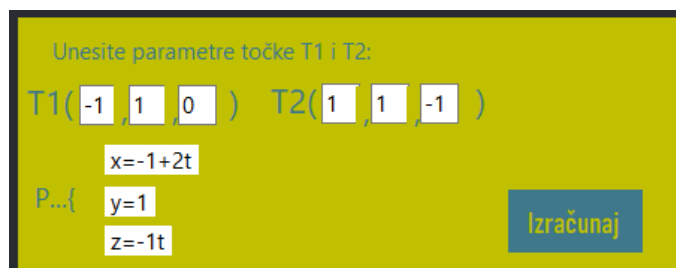 Unesite parametre točke T1 i T2:
T1( -1 , 1 , 0 ) T2( 1 , 1 , -1 )
x=-1+2t
P...{ y=1
z=-1t
Izračunaj